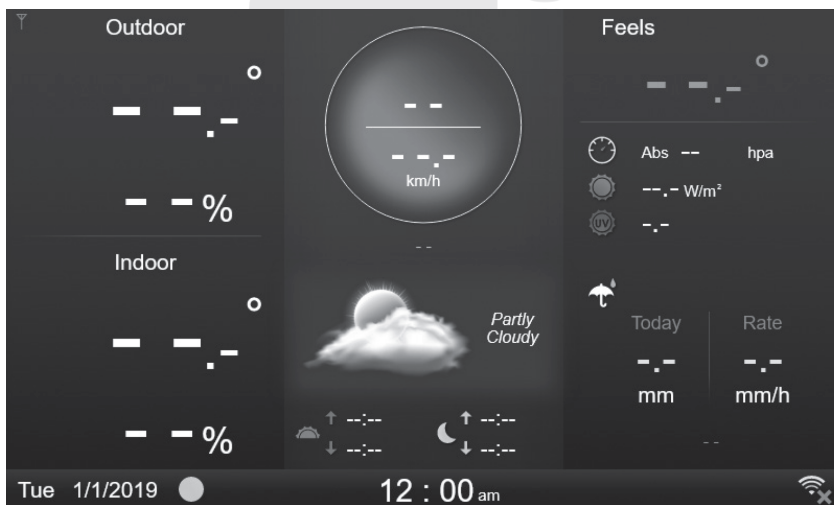 Outdoor
-- --.-°
-- --%
Indoor
-- --.-°
-- --%
-- --
-- --.-
km/h
--
Partly
Cloudy
↑ --:--
↓ --:--
↑ --:--
↓ --:--
Feels
-- --.-°
Abs -- hpa
--.- W/m²
UV -.-
Today Rate
-.- -.-
mm mm/h
--
Tue 1/1/2019 12 : 00 am